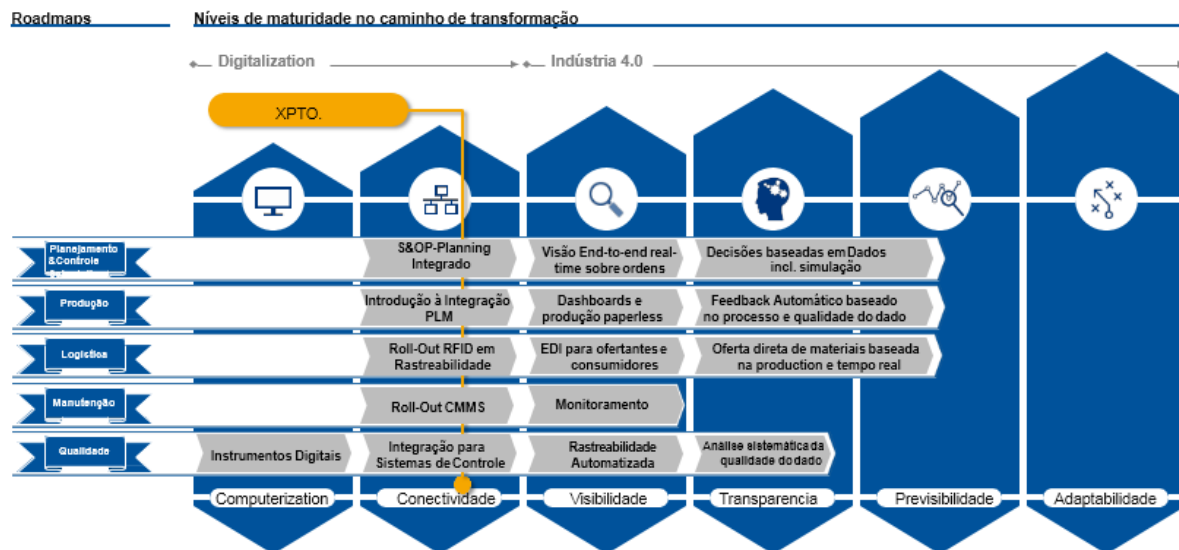 Roadmaps
Níveis de maturidade no caminho de transformação
Digitalization
Indústria 4.0
XPTO.
Planejamento
&Controle
S&OP-Planning
Integrado
Visão End-to-end real-
time sobre ordens
Decisões baseadas em Dados
incl. simulação
Produção
Introdução à Integração
PLM
Dashboards e
produção paperless
Feedback Automático baseado
no processo e qualidade do dado
Logística
Roll-Out RFID em
Rastreabilidade
EDI para ofertantes e
consumidores
Oferta direta de materiais baseada
na production e tempo real
Manutenção
Roll-Out CMMS
Monitoramento
Qualidade
Instrumentos Digitais
Integração para
Sistemas de Controle
Rastreabilidade
Automatizada
Análise sistemática da
qualidade do dado
Computerization
Conectividade
Visibilidade
Transparencia
Previsibilidade
Adaptabilidade